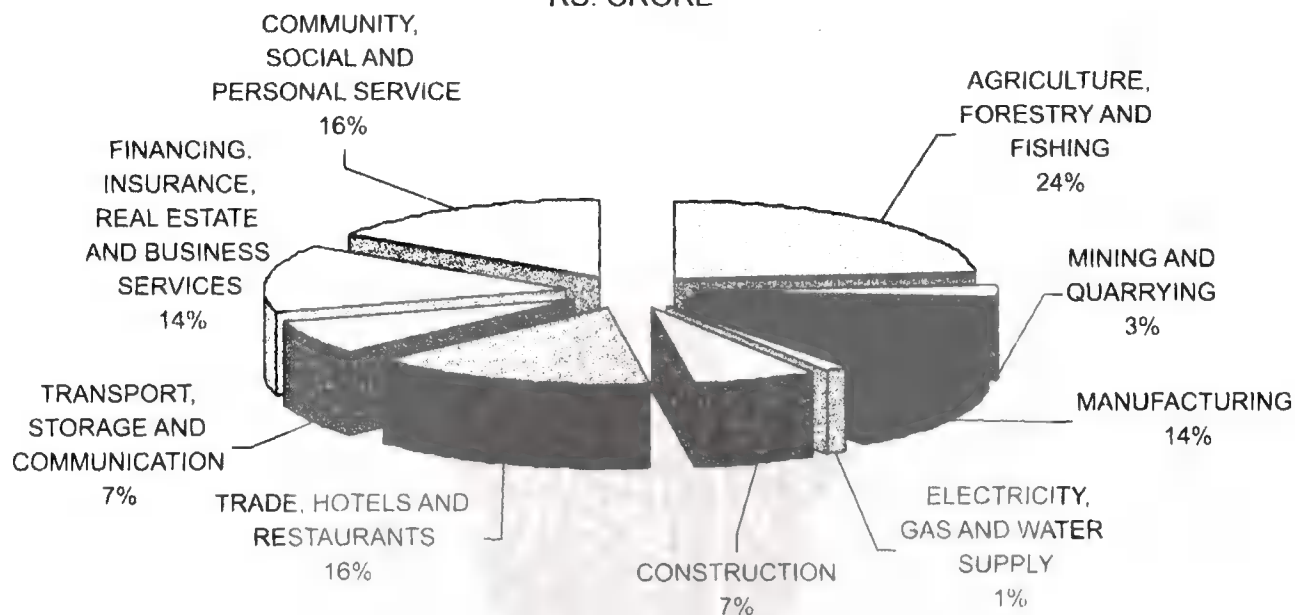 RS. CRORE
COMMUNITY,
SOCIAL AND
PERSONAL SERVICE
16%
AGRICULTURE,
FORESTRY AND
FISHING
24%
FINANCING.
INSURANCE,
REAL ESTATE
AND BUSINESS
SERVICES
14%
MINING AND
QUARRYING
3%
MANUFACTURING
14%
TRANSPORT,
STORAGE AND
COMMUNICATION
7%
TRADE, HOTELS AND
RESTAURANTS
16%
CONSTRUCTION
7%
ELECTRICITY,
GAS AND WATER
SUPPLY
1%